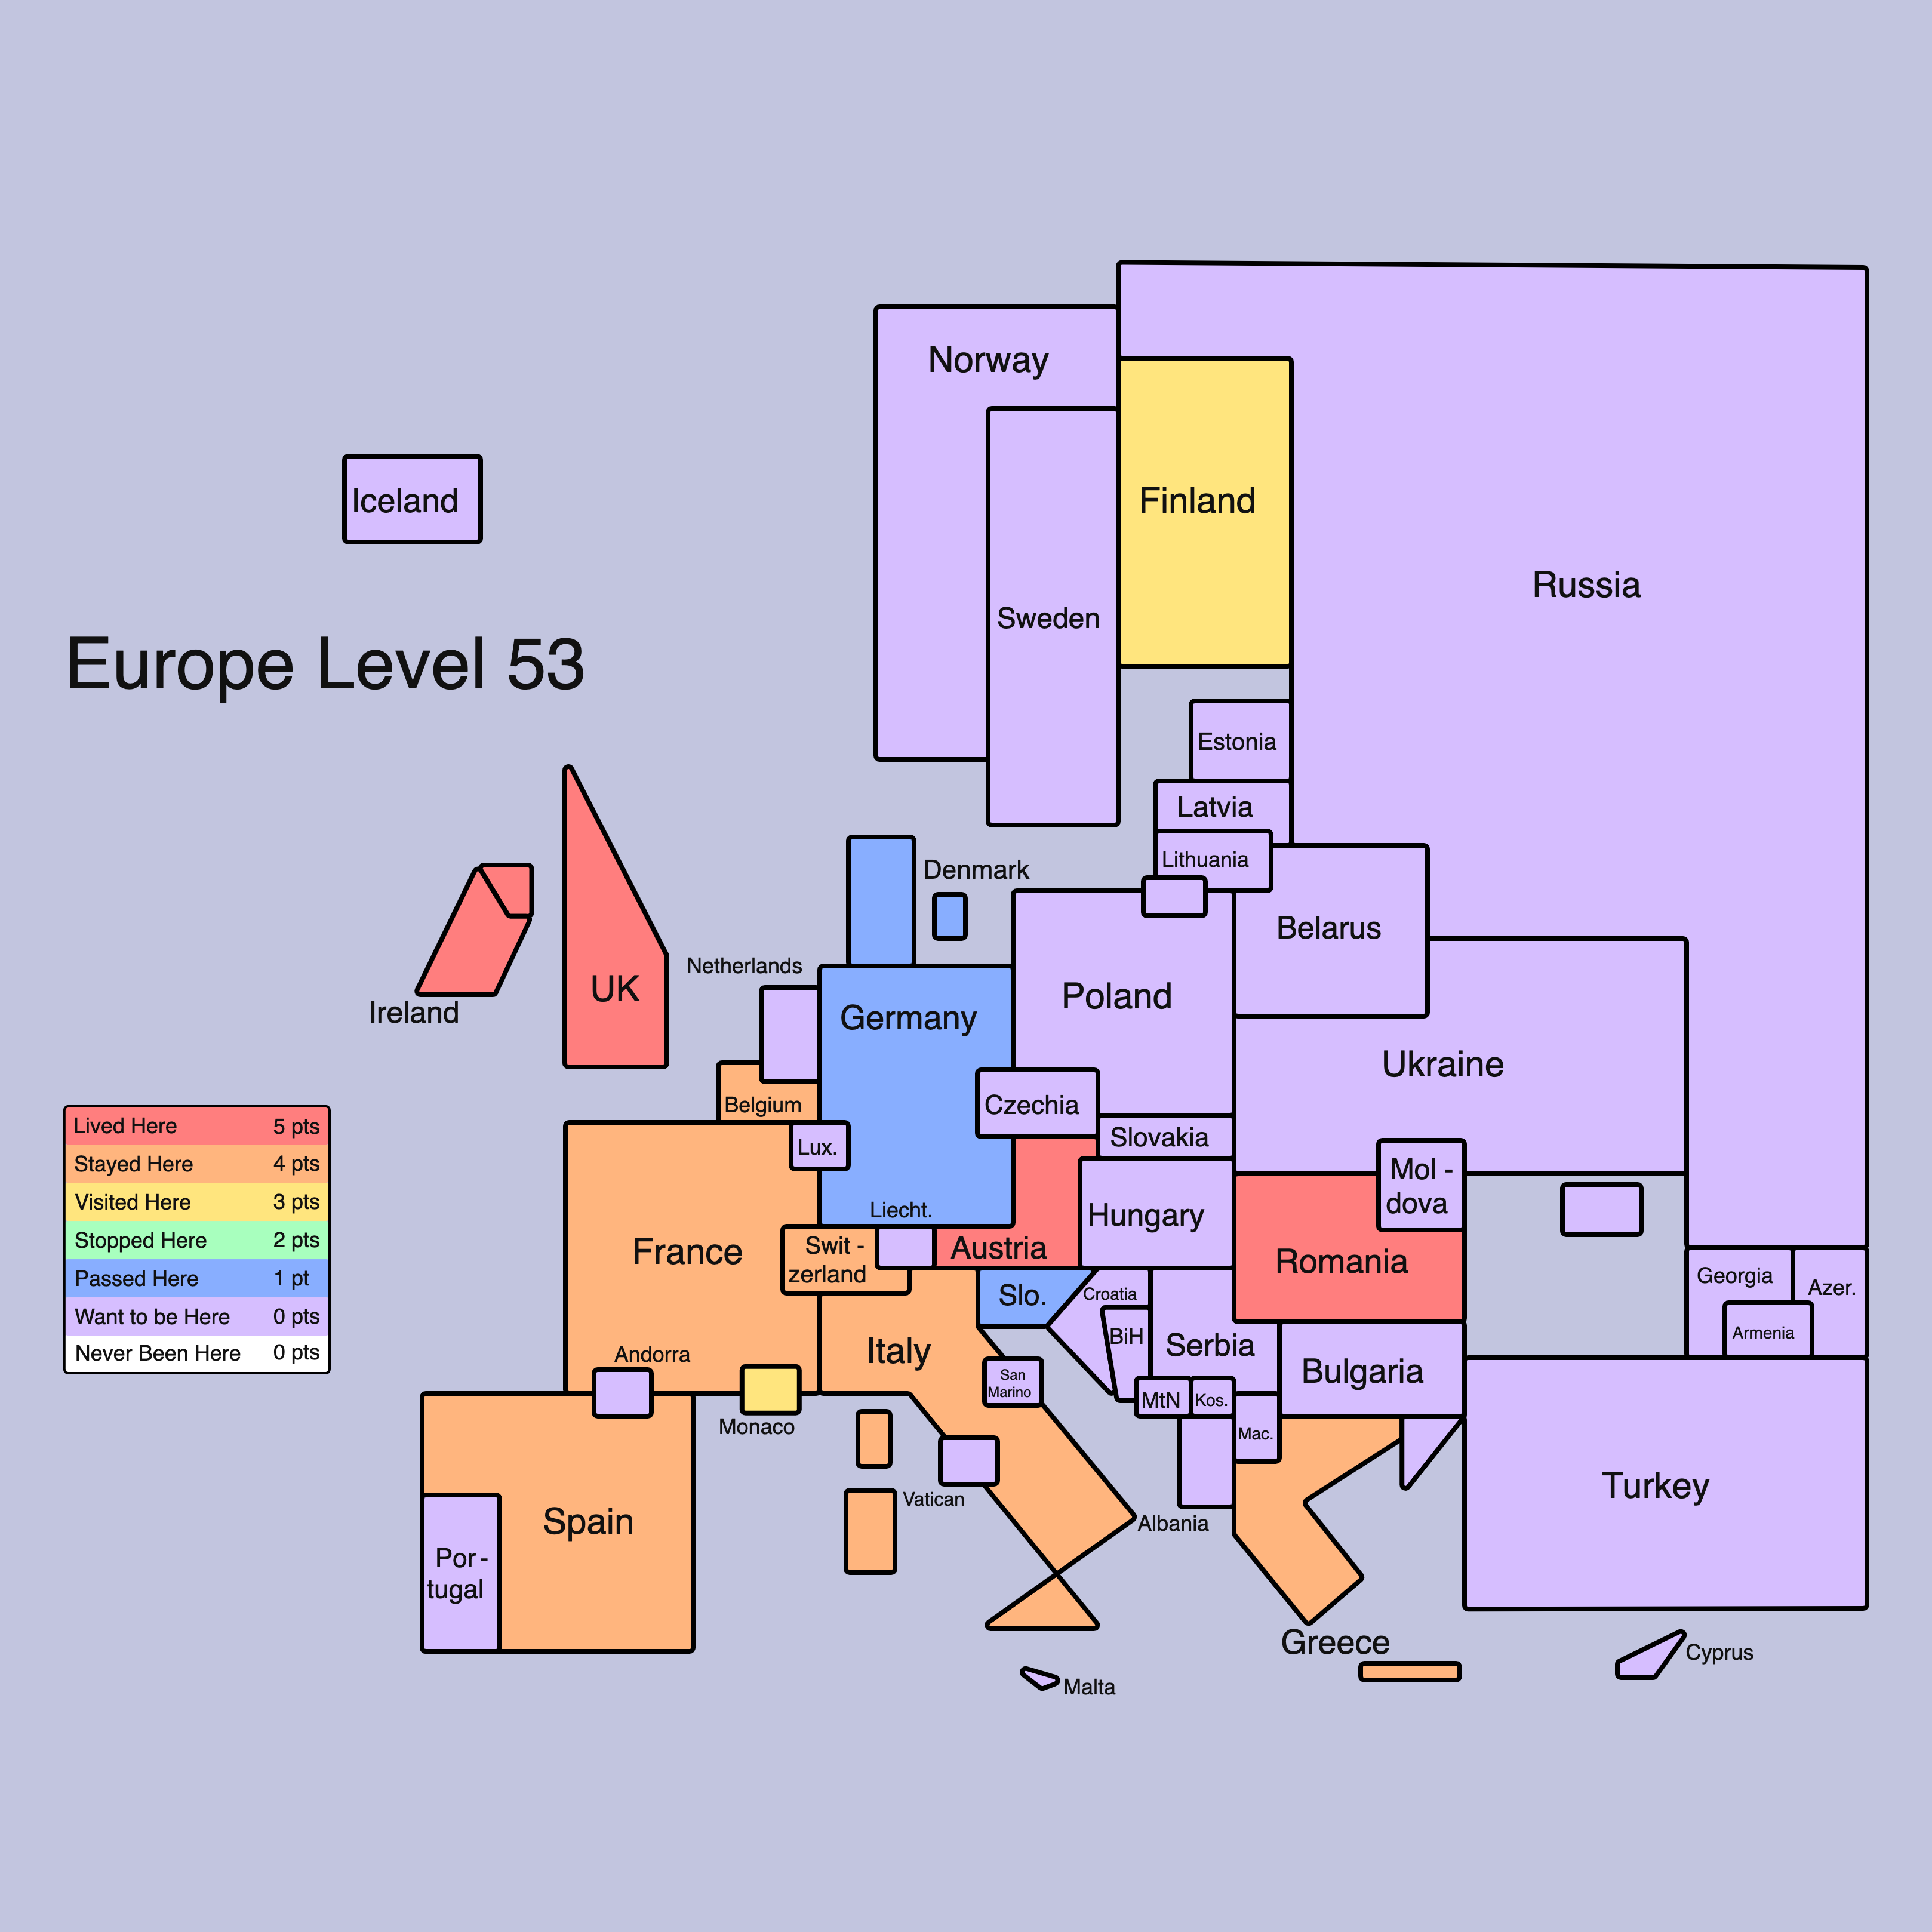 Norway
Finland
Iceland
Russia
Sweden
Europe Level 53
Estonia
Latvia
Lithuania
Denmark
Belarus
Netherlands
UK
Poland
Ireland
Germany
Ukraine
Belgium
Czechia
Lived Here 5 pts
Stayed Here 4 pts
Visited Here 3 pts
Stopped Here 2 pts
Passed Here 1 pt
Want to be Here 0 pts
Never Been Here 0 pts
Slovakia
Lux.
Mol -
dova
Liecht.
Hungary
France
Swit -
zerland
Austria
Romania
Georgia
Azer.
Slo.
Croatia
Armenia
BiH
Serbia
Italy
Andorra
San
Marino
Bulgaria
MtN
Kos.
Monaco
Mac.
Vatican
Turkey
Spain
Albania
Por -
tugal
Greece
Cyprus
Malta